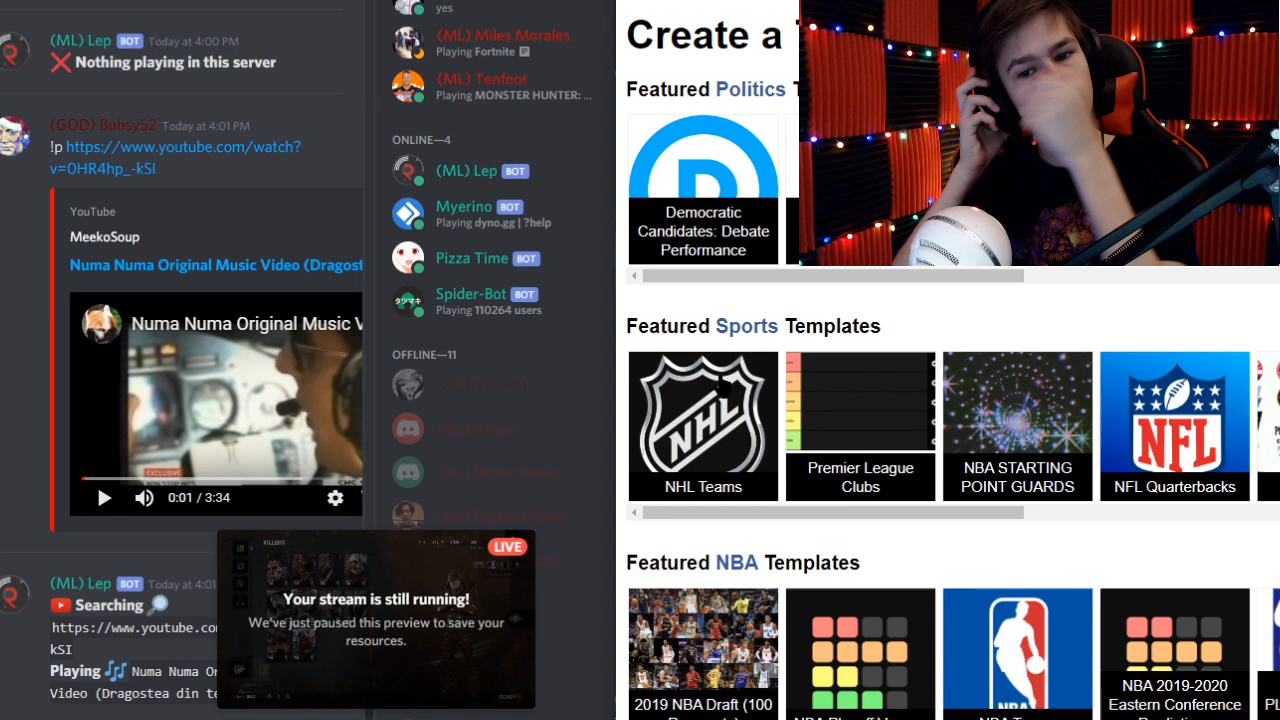 (ML) Lep BOT Today at 4:00 PM
❌ Nothing playing in this server
(GOD) Bubsy52 Today at 4:01 PM
!p https://www.youtube.com/watch?
v=0HR4hp_-kSI
YouTube
MeekoSoup
Numa Numa Original Music Video (Dragost
Numa Numa Original Music V
EXCLUSIVE
0:01 / 3:34
(ML) Lep BOT Today at 4:01
Searching
https://www.youtube.co
kSI
Playing Numa Numa Or
Video (Dragostea din te
KILLERS
LIVE
Your stream is still running!
We've just paused this preview to save your
resources.
yes
(ML) Miles Morales
Playing Fortnite
(ML) Tenfoot
Playing MONSTER HUNTER: ...
ONLINE—4
(ML) Lep BOT
Myerino BOT
Playing dyno.gg | ?help
Pizza Time BOT
タツマキ
Spider-Bot BOT
Playing 110264 users
OFFLINE—11
Create a
Featured Politics T
D
Democratic
Candidates: Debate
Performance
Featured Sports Templates
NHL
NHL Teams
Premier League
Clubs
NBA STARTING
POINT GUARDS
NFL
NFL Quarterbacks
Featured NBA Templates
2019 NBA Draft (100
NBA 2019-2020
Eastern Conference